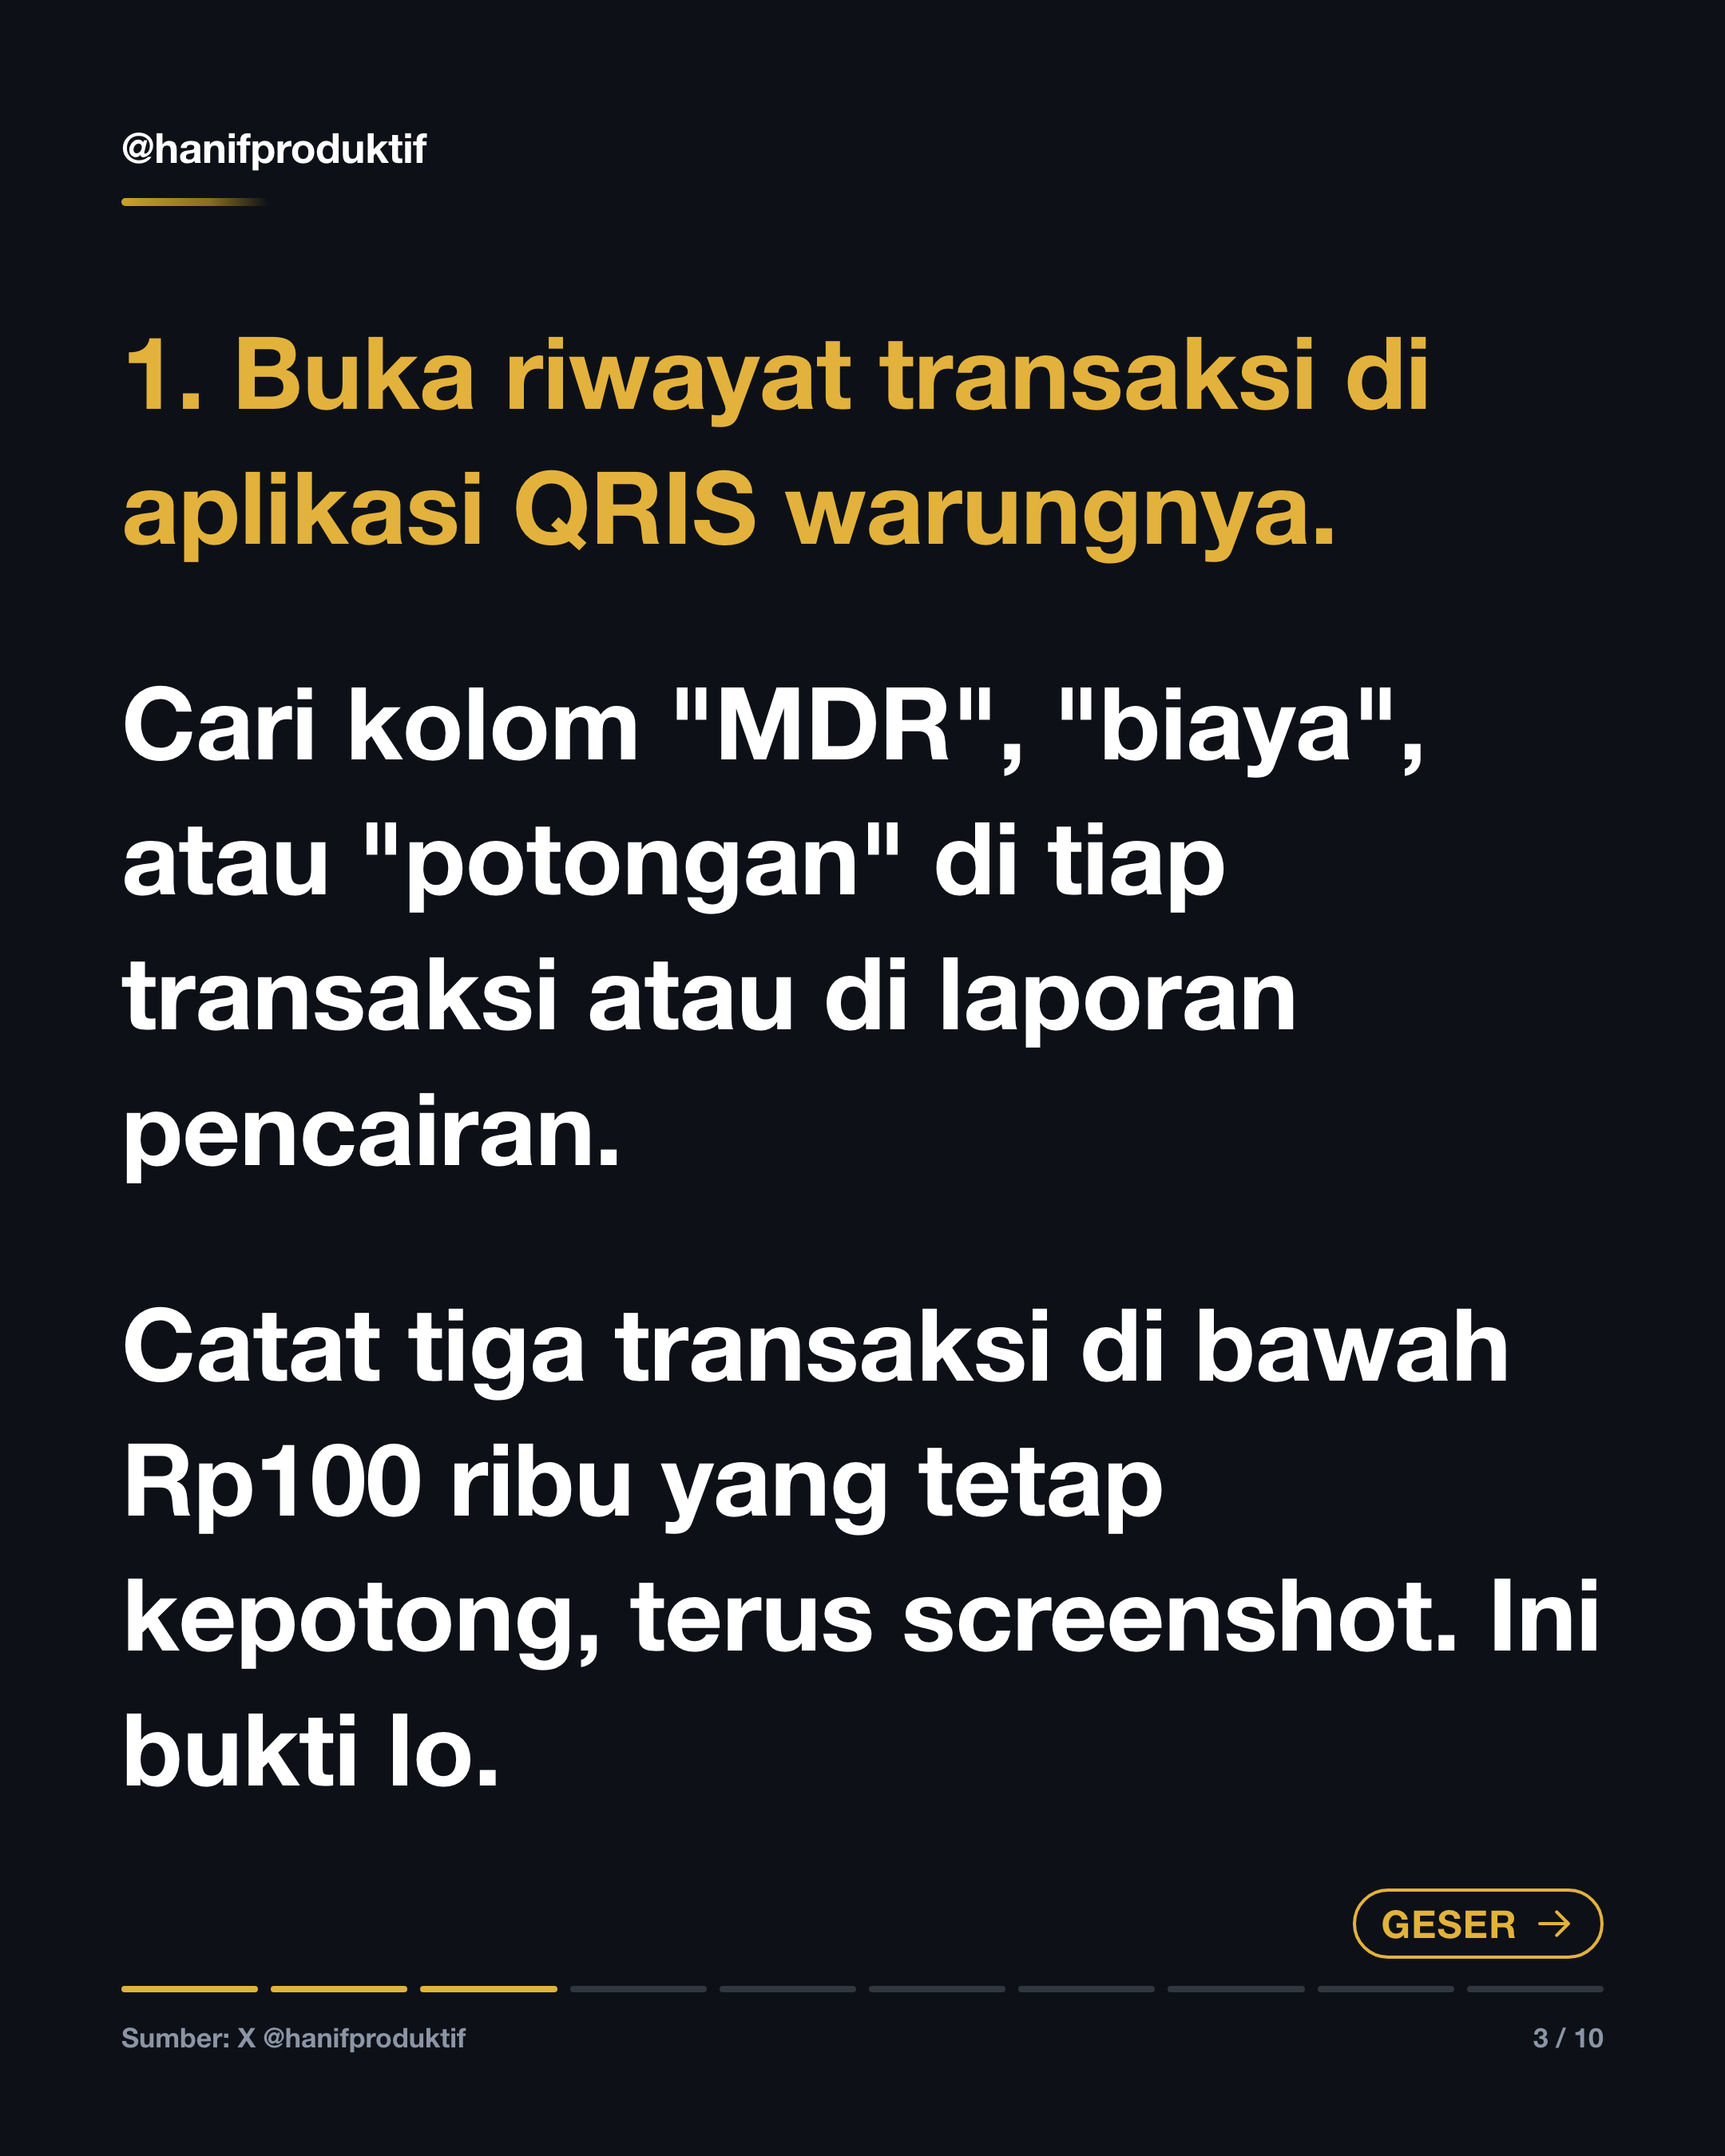 @hanifproduktif
1. Buka riwayat transaksi di
aplikasi QRIS warungnya.
Cari kolom "MDR", "biaya",
atau "potongan" di tiap
transaksi atau di laporan
pencairan.
Catat tiga transaksi di bawah
Rp100 ribu yang tetap
kepotong, terus screenshot. Ini
bukti lo.
GESER →
Sumber: X @hanifproduktif
3 / 10